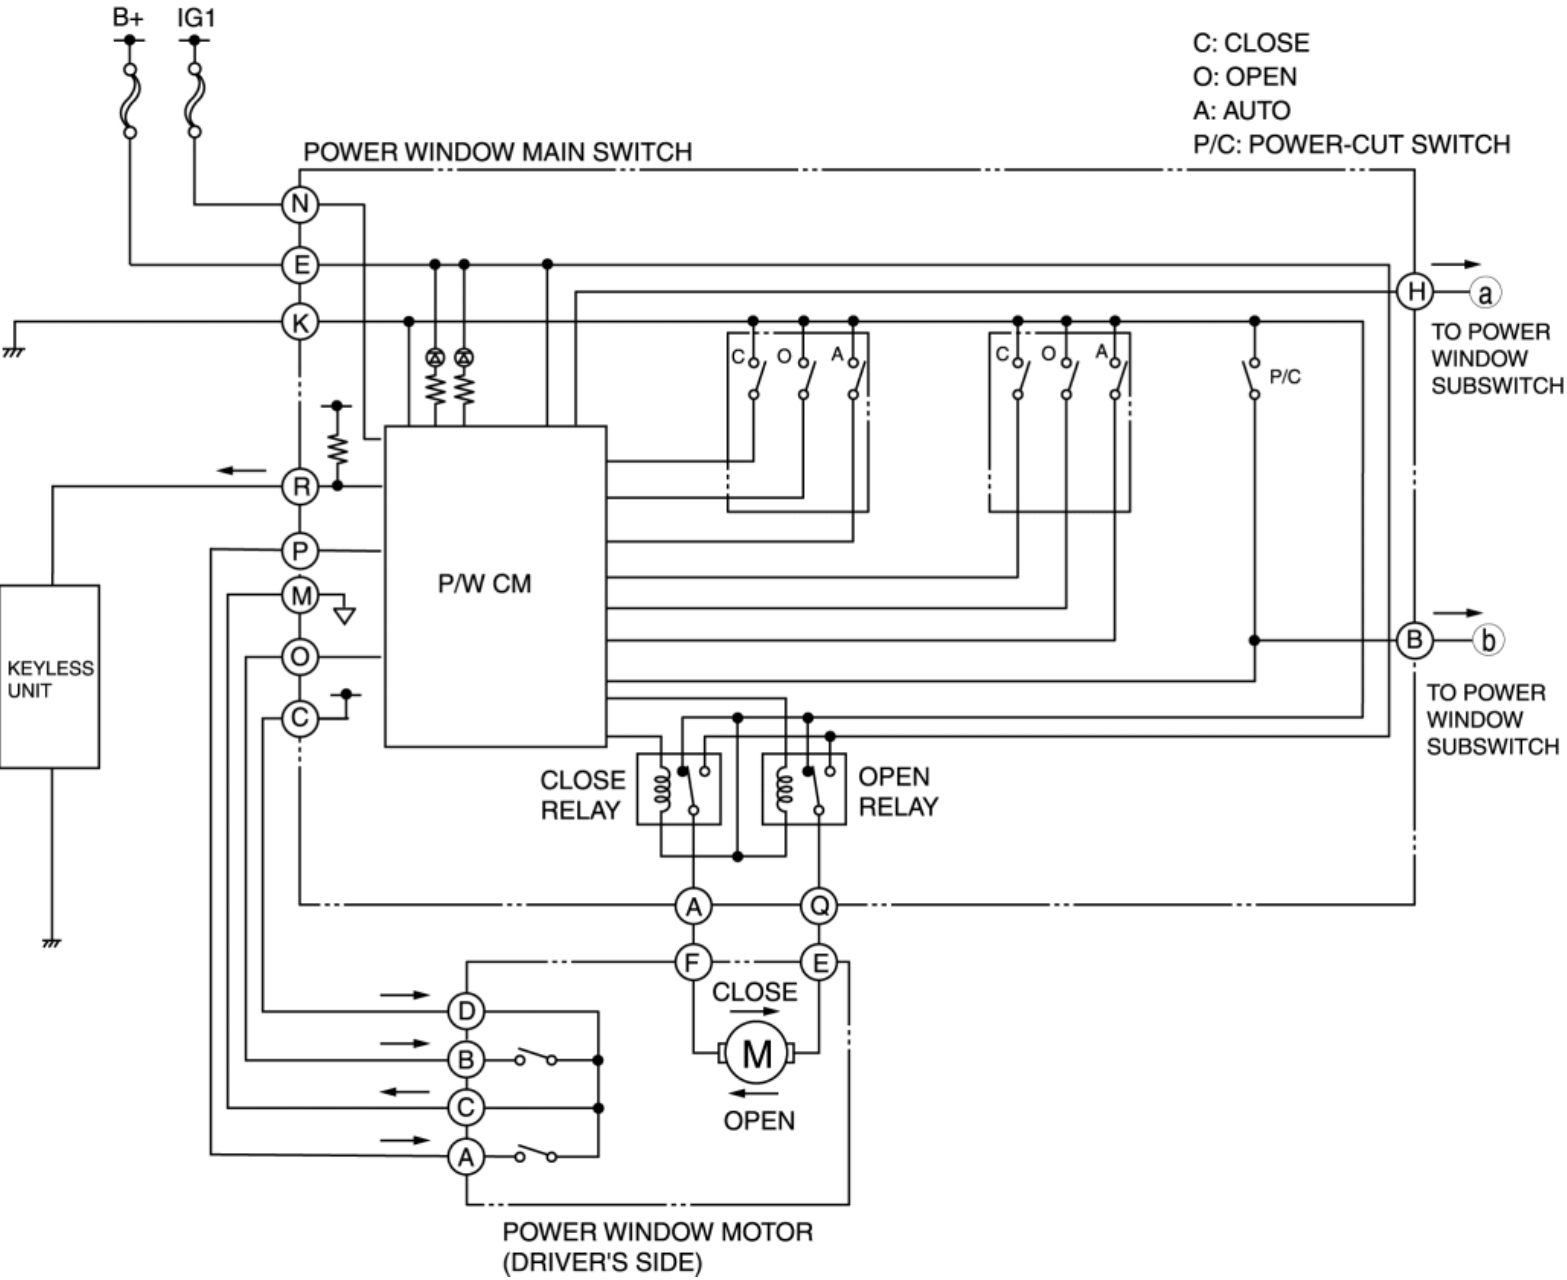 B+ IG1
C: CLOSE
O: OPEN
A: AUTO
P/C: POWER-CUT SWITCH
POWER WINDOW MAIN SWITCH
N
E
K
H
a
TO POWER
WINDOW
SUBSWITCH
C O A
C O A
P/C
R
P
M
O
C
P/W CM
KEYLESS
UNIT
B
b
TO POWER
WINDOW
SUBSWITCH
CLOSE
RELAY
OPEN
RELAY
A
Q
F
E
CLOSE
M
OPEN
D
B
C
A
POWER WINDOW MOTOR
(DRIVER'S SIDE)